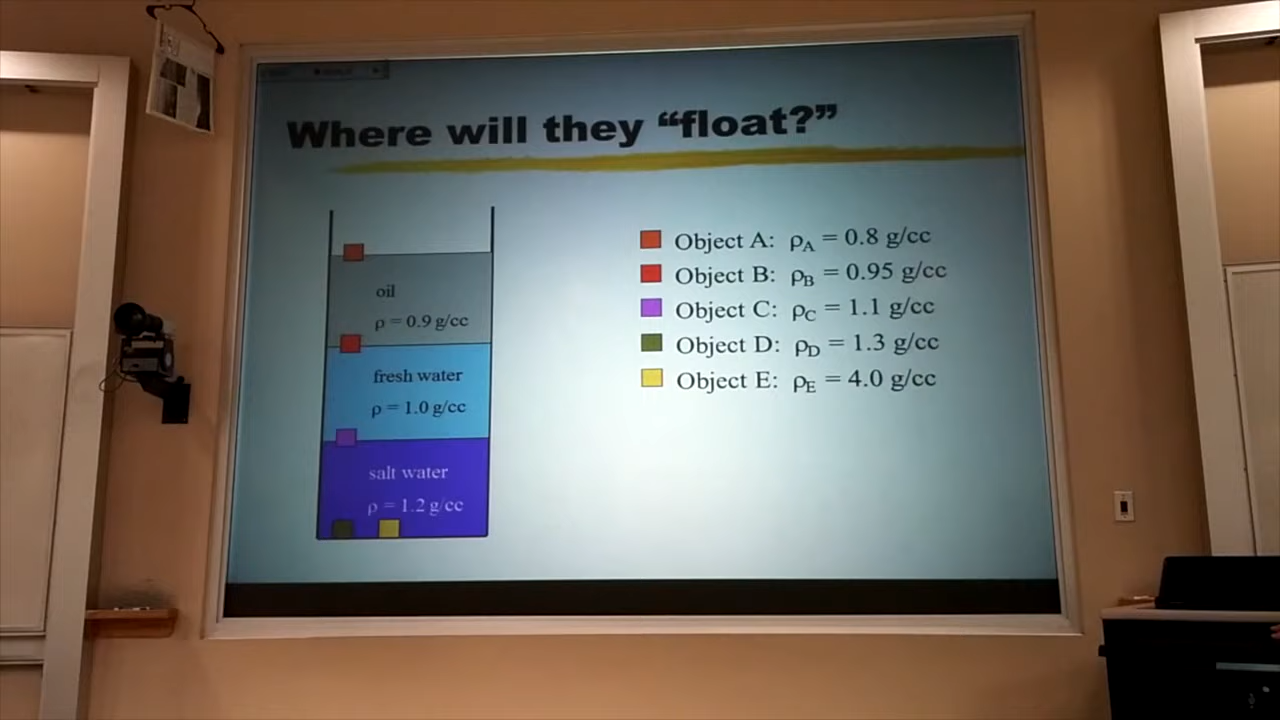 Where will they “float?”
oil
ρ = 0.9 g/cc
fresh water
ρ = 1.0 g/cc
salt water
ρ = 1.2 g/cc
Object A: ρA = 0.8 g/cc
Object B: ρB = 0.95 g/cc
Object C: ρC = 1.1 g/cc
Object D: ρD = 1.3 g/cc
Object E: ρE = 4.0 g/cc